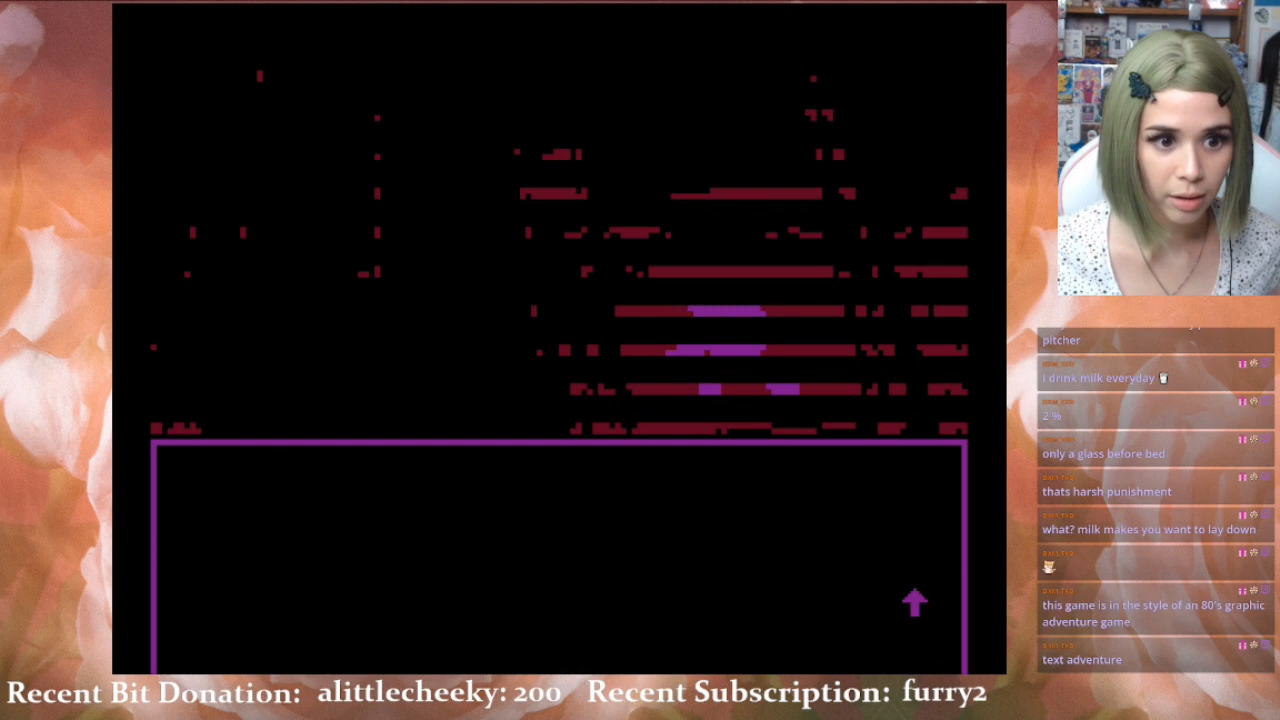 pitcher
i drink milk everyday
2 %
only a glass before bed
thats harsh punishment
what? milk makes you want to lay down
this game is in the style of an 80's graphic
adventure game
text adventure
Recent Bit Donation: alittlecheeky: 200 Recent Subscription: furry2